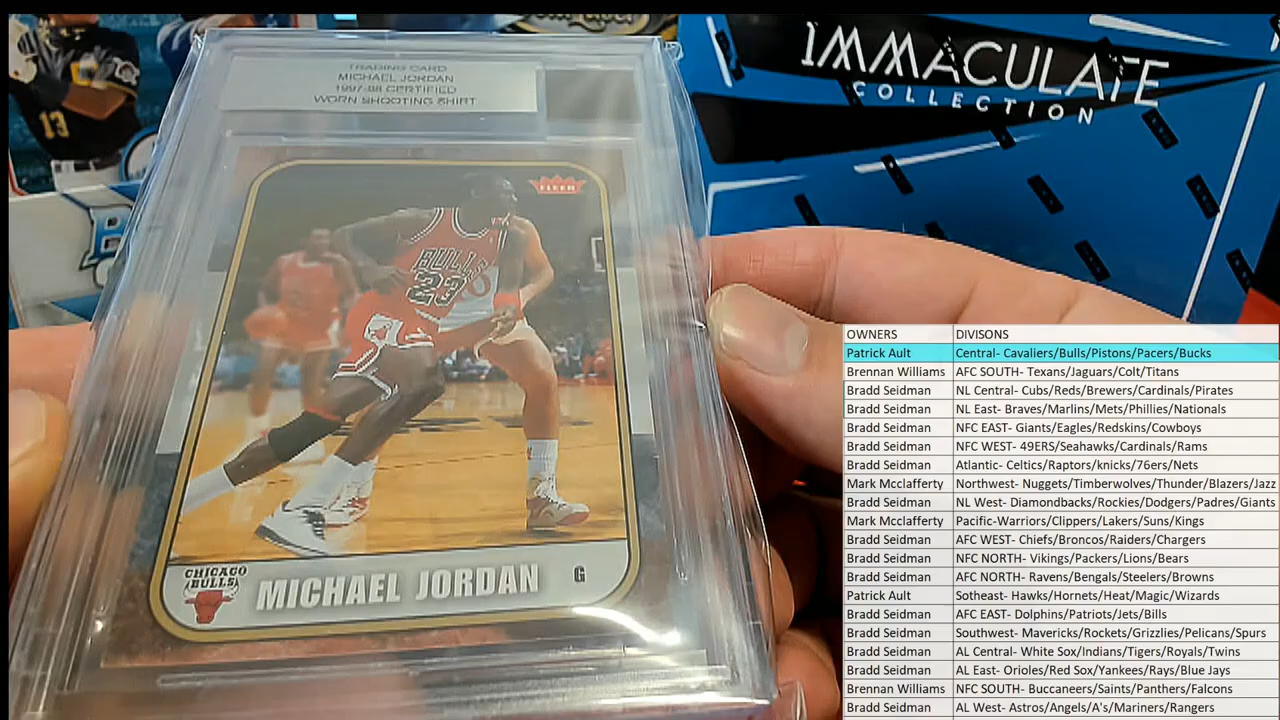 TRADING CARD
MICHAEL JORDAN
1997-98 CERTIFIED
WORN SHOOTING SHIRT
FLEER
BULLS
23
CHICAGO
BULLS
MICHAEL JORDAN G
13
B
IMMACULATE
COLLECTION
OWNERS DIVISONS
Patrick Ault Central- Cavaliers/Bulls/Pistons/Pacers/Bucks
Brennan Williams AFC SOUTH- Texans/Jaguars/Colt/Titans
Bradd Seidman NL Central- Cubs/Reds/Brewers/Cardinals/Pirates
Bradd Seidman NL East- Braves/Marlins/Mets/Phillies/Nationals
Bradd Seidman NFC EAST- Giants/Eagles/Redskins/Cowboys
Bradd Seidman NFC WEST- 49ERS/Seahawks/Cardinals/Rams
Bradd Seidman Atlantic- Celtics/Raptors/knicks/76ers/Nets
Mark Mcclafferty Northwest- Nuggets/Timberwolves/Thunder/Blazers/Jazz
Bradd Seidman NL West- Diamondbacks/Rockies/Dodgers/Padres/Giants
Mark Mcclafferty Pacific-Warriors/Clippers/Lakers/Suns/Kings
Bradd Seidman AFC WEST- Chiefs/Broncos/Raiders/Chargers
Bradd Seidman NFC NORTH- Vikings/Packers/Lions/Bears
Bradd Seidman AFC NORTH- Ravens/Bengals/Steelers/Browns
Patrick Ault Sotheast- Hawks/Hornets/Heat/Magic/Wizards
Bradd Seidman AFC EAST- Dolphins/Patriots/Jets/Bills
Bradd Seidman Southwest- Mavericks/Rockets/Grizzlies/Pelicans/Spurs
Bradd Seidman AL Central- White Sox/Indians/Tigers/Royals/Twins
Bradd Seidman AL East- Orioles/Red Sox/Yankees/Rays/Blue Jays
Brennan Williams NFC SOUTH- Buccaneers/Saints/Panthers/Falcons
Bradd Seidman AL West- Astros/Angels/A's/Mariners/Rangers